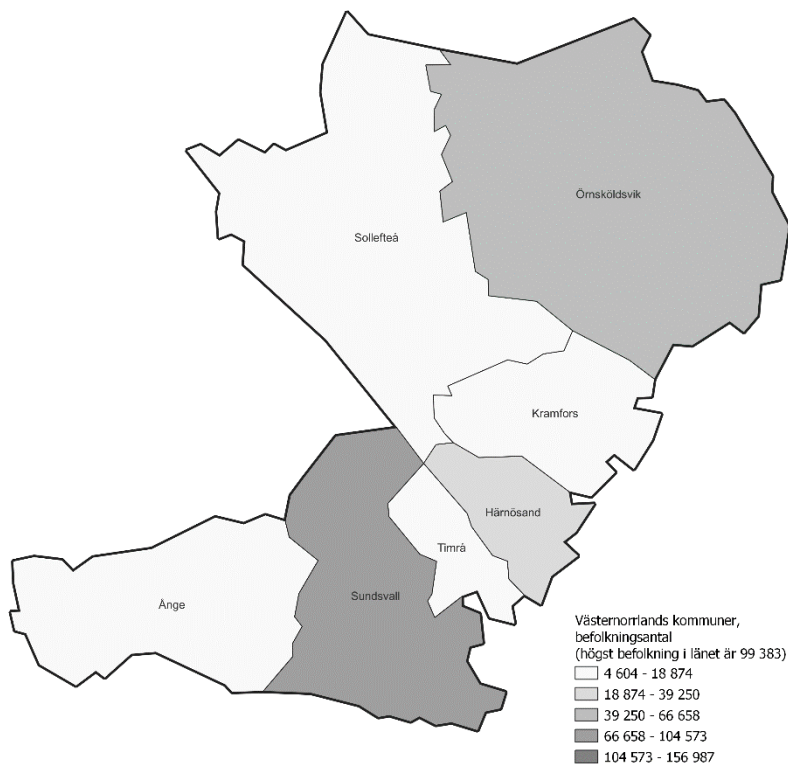 Örnsköldsvik
Sollefteå
Kramfors
Härnösand
Timrå
Sundsvall
Ånge
Västernorrlands kommuner,
befolkningsantal
(högst befolkning i länet är 99 383)
4 604 - 18 874
18 874 - 39 250
39 250 - 66 658
66 658 - 104 573
104 573 - 156 987